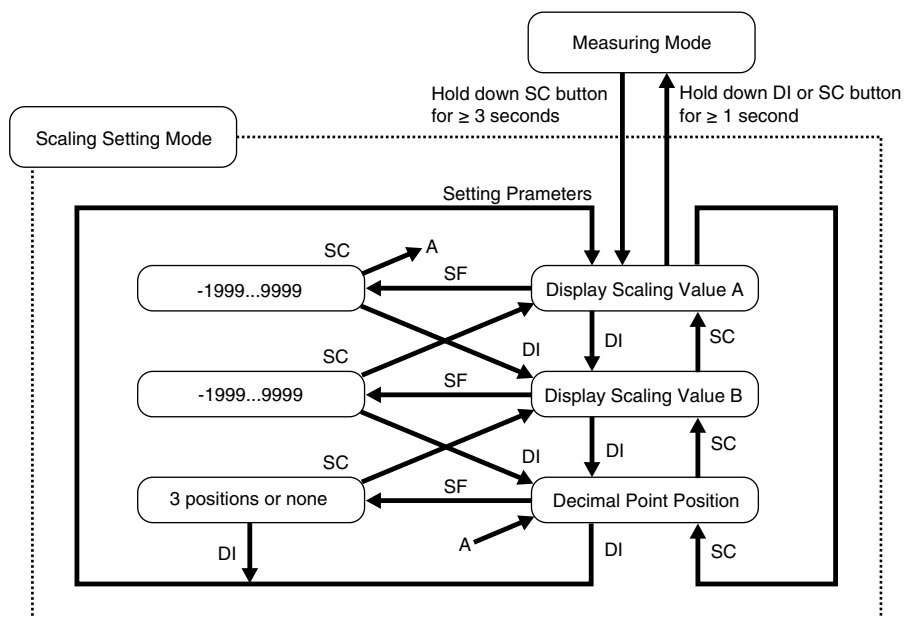 Measuring Mode
Hold down SC button
for ≥ 3 seconds
Hold down DI or SC button
for ≥ 1 second
Scaling Setting Mode
Setting Prameters
SC
A
-1999...9999
SF
Display Scaling Value A
SC
DI
DI
SC
-1999...9999
SF
Display Scaling Value B
SC
DI
DI
SC
3 positions or none
SF
Decimal Point Position
DI
A
DI
SC